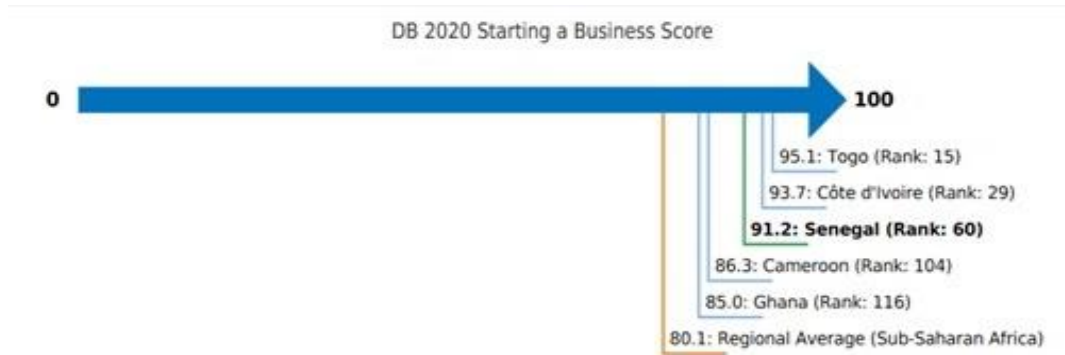 DB 2020 Starting a Business Score
0
100
95.1: Togo (Rank: 15)
93.7: Côte d'Ivoire (Rank: 29)
91.2: Senegal (Rank: 60)
86.3: Cameroon (Rank: 104)
85.0: Ghana (Rank: 116)
80.1: Regional Average (Sub-Saharan Africa)